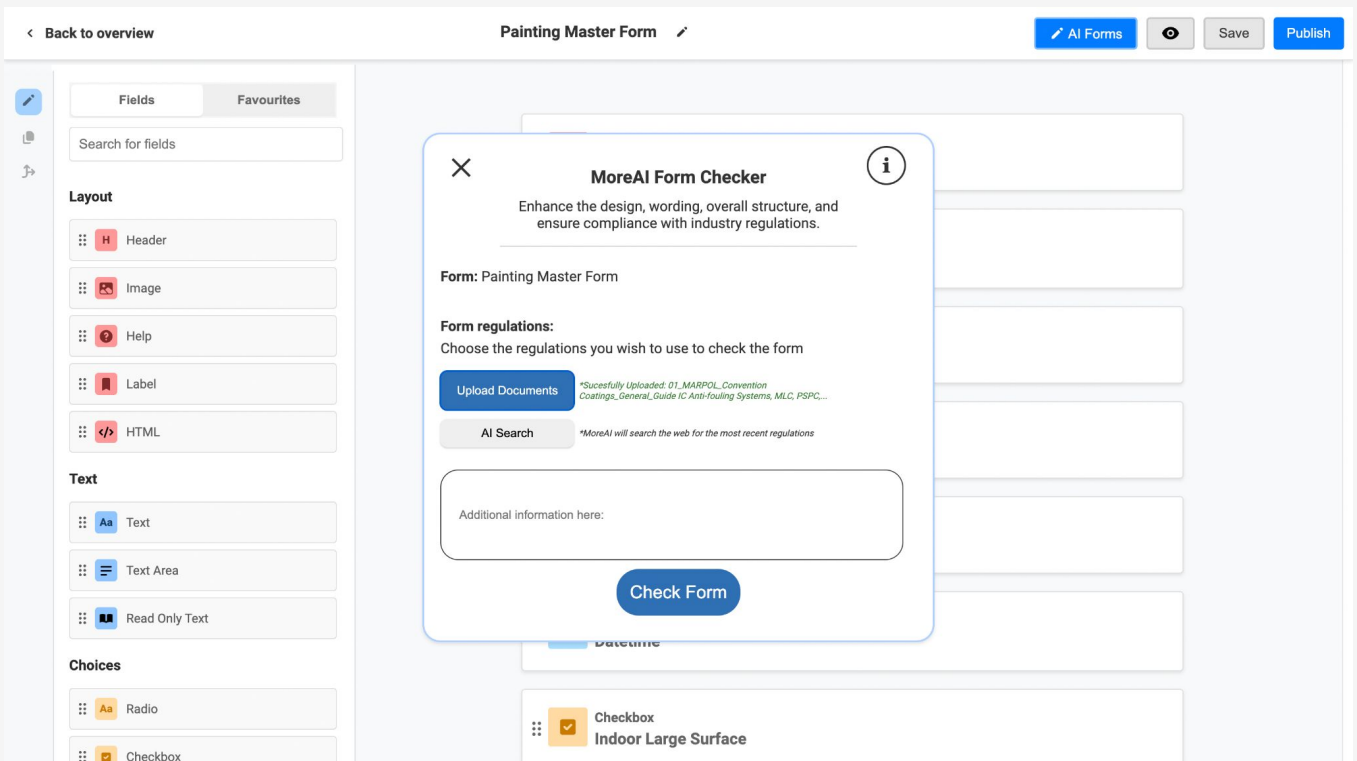 Back to overview
Painting Master Form
AI Forms
Save
Publish
Fields
Favourites
Search for fields
Layout
H Header
Image
Help
Label
</> HTML
Text
Aa Text
Text Area
Read Only Text
Choices
Aa Radio
Checkbox
MoreAI Form Checker
i
Enhance the design, wording, overall structure, and
ensure compliance with industry regulations.
Form: Painting Master Form
Form regulations:
Choose the regulations you wish to use to check the form
Upload Documents
*Sucesfully Uploaded: 01_MARPOL_Convention
Coatings_General_Guide IC Anti-fouling Systems, MLC, PSPC,...
AI Search
*MoreAI will search the web for the most recent regulations
Additional information here:
Check Form
Datetime
Checkbox
Indoor Large Surface